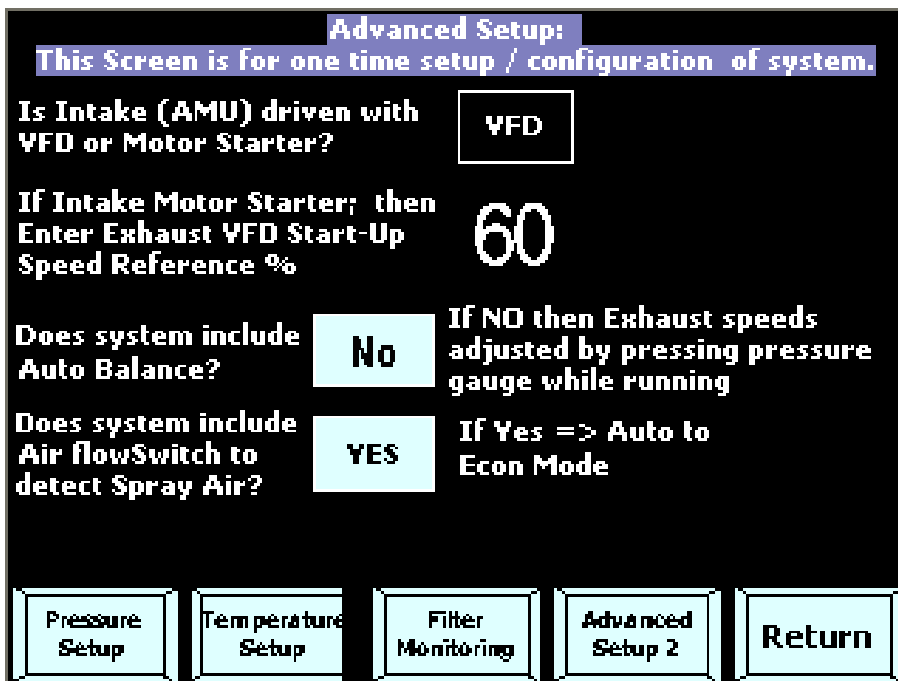 Advanced Setup:
This Screen is for one time setup / configuration of system.
Is Intake (AMU) driven with
VFD or Motor Starter?
VFD
If Intake Motor Starter; then
Enter Exhaust VFD Start-Up
Speed Reference %
60
Does system include
Auto Balance?
No
If NO then Exhaust speeds
adjusted by pressing pressure
gauge while running
Does system include
Air flowSwitch to
detect Spray Air?
YES
If Yes => Auto to
Econ Mode
Pressure
Setup
Temperature
Setup
Filter
Monitoring
Advanced
Setup 2
Return